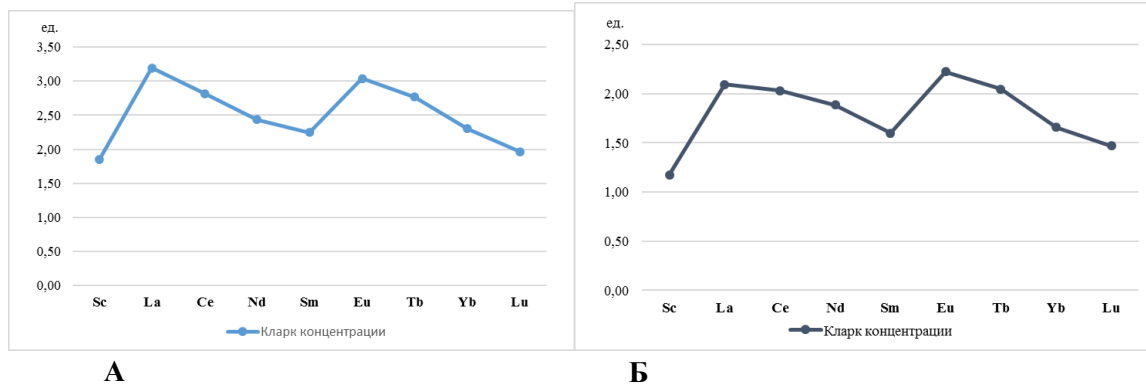 ед.
3,50
3,00
2,50
2,00
1,50
1,00
0,50
0,00
Sc La Ce Nd Sm Eu Tb Yb Lu
Кларк концентрации
А
ед.
2,50
2,00
1,50
1,00
0,50
0,00
Sc La Ce Nd Sm Eu Tb Yb Lu
Кларк концентрации
Б